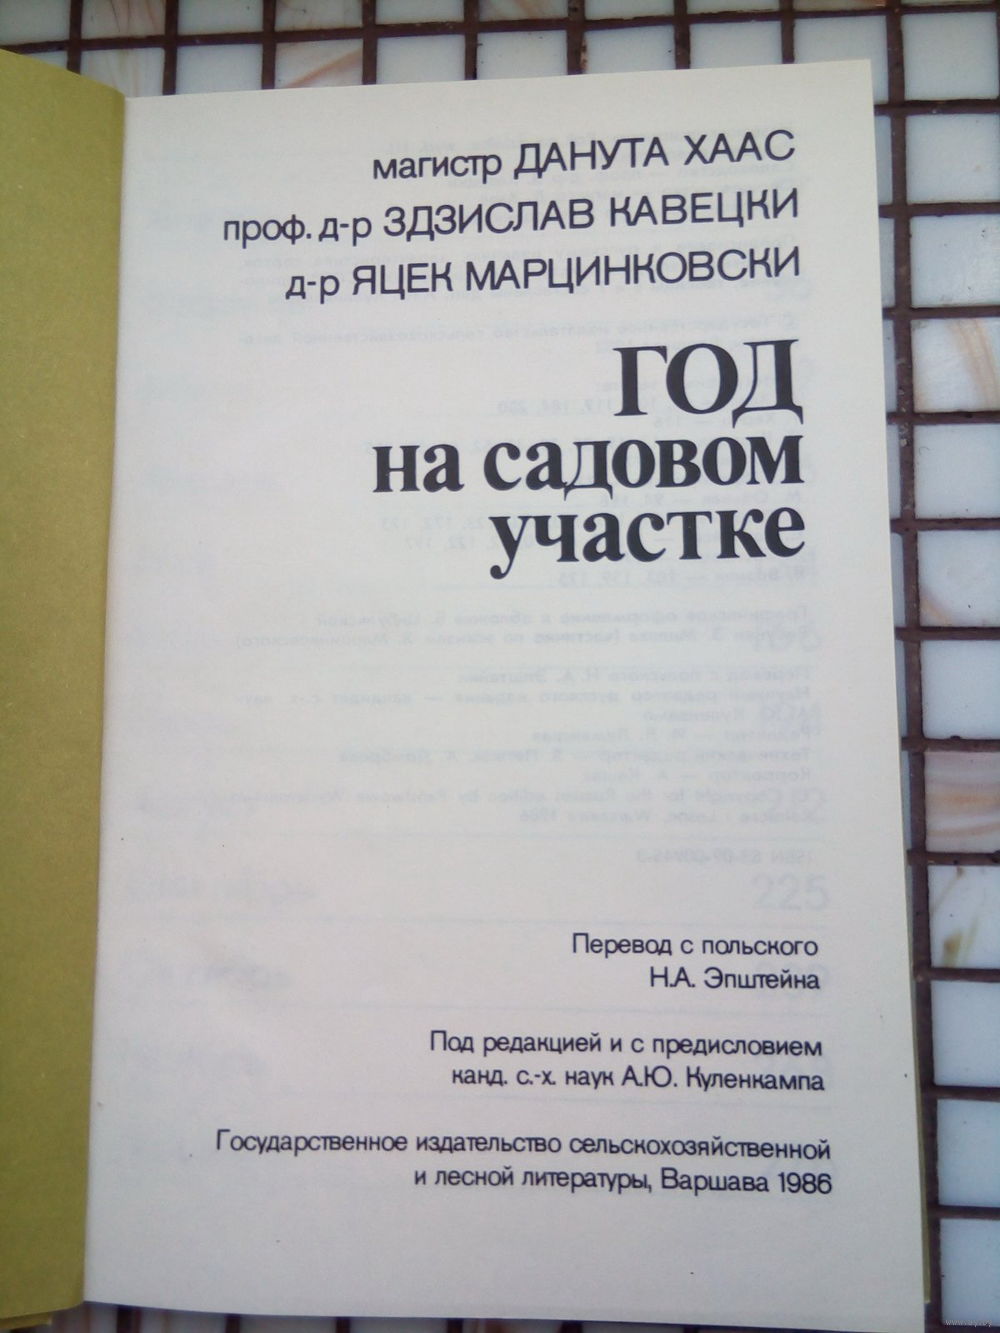 магистр ДАНУТА ХААС
проф. д-р ЗДЗИСЛАВ КАВЕЦКИ
д-р ЯЦЕК МАРЦИНКОВСКИ
ГОД
на садовом
участке
Перевод с польского
Н.А. Эпштейна
Под редакцией и с предисловием
канд. с.-х. наук А.Ю. Куленкампа
Государственное издательство сельскохозяйственной
и лесной литературы, Варшава 1986